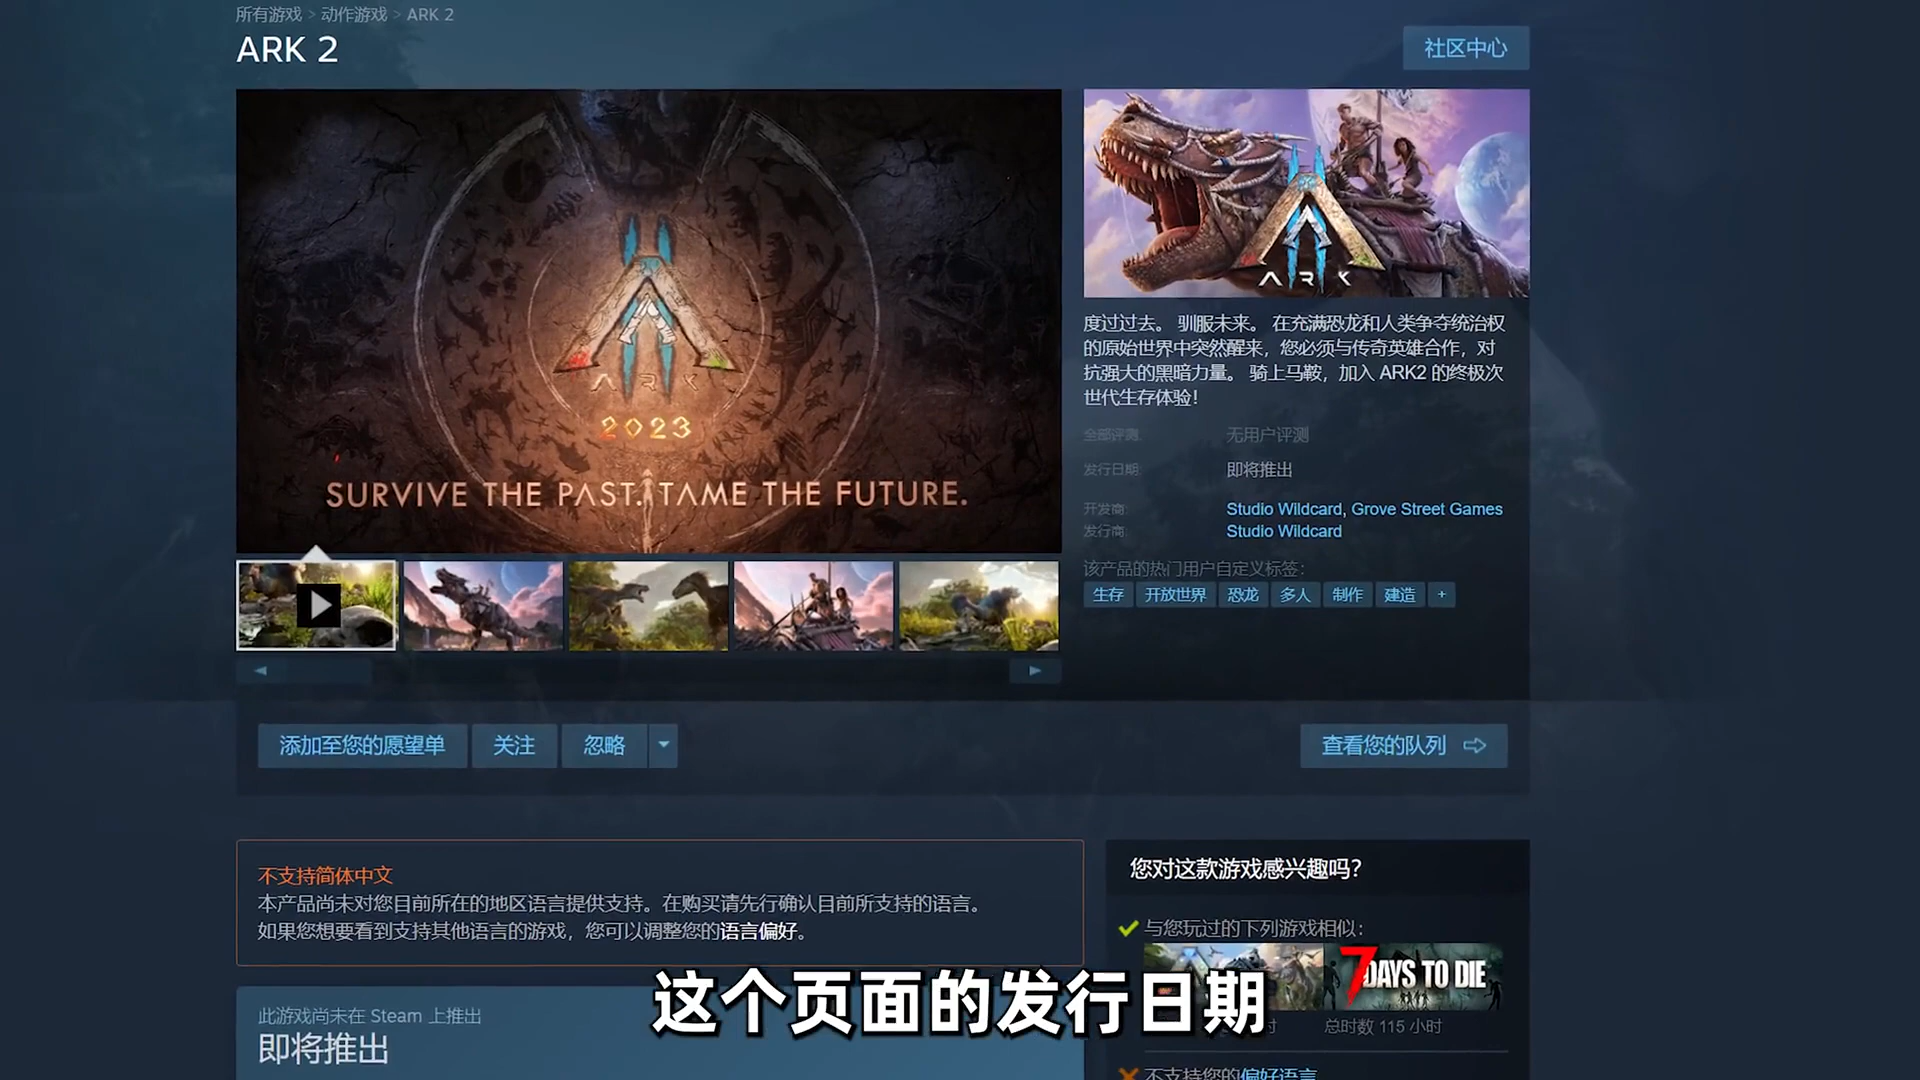 所有游戏 > 动作游戏 > ARK 2
ARK 2
社区中心
ARK
2023
SURVIVE THE PAST. TAME THE FUTURE.
ARK
度过过去。 驯服未来。 在充满恐龙和人类争夺统治权
的原始世界中突然醒来，您必须与传奇英雄合作，对
抗强大的黑暗力量。 骑上马鞍，加入 ARK2 的终极次
世代生存体验！
全部评测: 无用户评测
发行日期: 即将推出
开发商: Studio Wildcard, Grove Street Games
发行商: Studio Wildcard
该产品的热门用户自定义标签：
生存 开放世界 恐龙 多人 制作 建造 +
添加至您的愿望单 关注 忽略
查看您的队列
不支持简体中文
本产品尚未对您目前所在的地区语言提供支持。在购买请先行确认目前所支持的语言。
如果您想要看到支持其他语言的游戏，您可以调整您的语言偏好。
此游戏尚未在 Steam 上推出
即将推出
您对这款游戏感兴趣吗？
与您玩过的下列游戏相似：
7 DAYS TO DIE
总时数 115 小时
不支持您的偏好语言
这个页面的发行日期